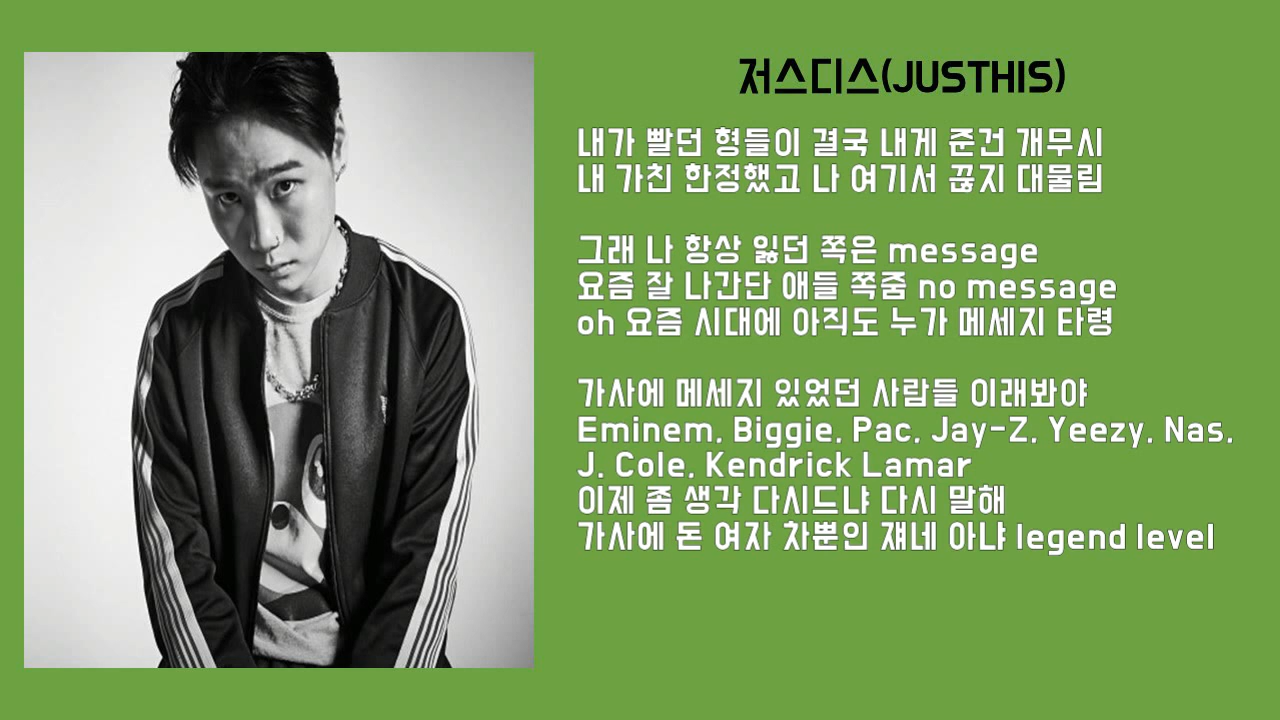 저스디스(JUSTHIS)
내가 빨던 형들이 결국 내게 준건 개무시
내 가친 한정했고 나 여기서 끊지 대물림
그래 나 항상 잃던 쪽은 message
요즘 잘 나간단 애들 쪽줌 no message
oh 요즘 시대에 아직도 누가 메세지 타령
가사에 메세지 있었던 사람들 이래봐야
Eminem, Biggie, Pac, Jay-Z, Yeezy, Nas,
J. Cole, Kendrick Lamar
이제 좀 생각 다시드냐 다시 말해
가사에 돈 여자 차뿐인 쟤네 아냐 legend level